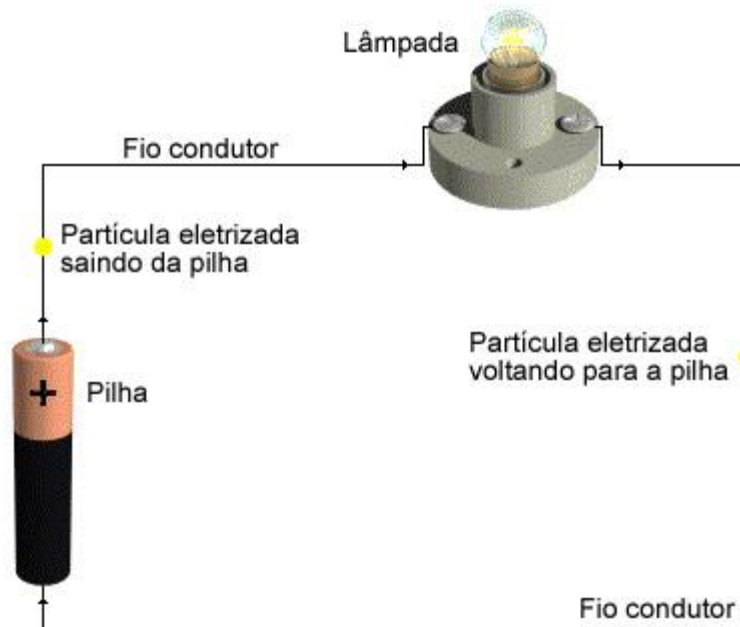 Lâmpada
Fio condutor
Partícula eletrizada
saindo da pilha
Partícula eletrizada
voltando para a pilha
+
Pilha
Fio condutor